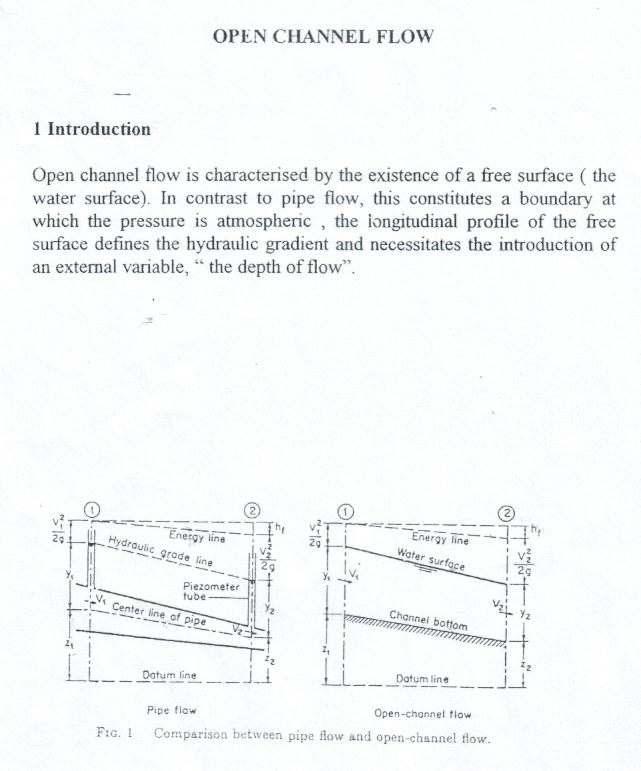 OPEN CHANNEL FLOW
1 Introduction
Open channel flow is characterised by the existence of a free surface ( the
water surface). In contrast to pipe flow, this constitutes a boundary at
which the pressure is atmospheric , the longitudinal profile of the free
surface defines the hydraulic gradient and necessitates the introduction of
an external variable, “ the depth of flow”.
1
2
V₁²
2g
Energy line
hf
Hydraulic grade line
V₂²
2g
y₁
Piezometer
tube
y₂
V₁
Center line of pipe
V₂
z₁
z₂
Datum line
Pipe flow
1
2
V₁²
2g
Energy line
hf
Water surface
V₂²
2g
y₁
V₁
V₂
y₂
Channel bottom
z₁
z₂
Datum line
Open-channel flow
FIG. 1 Comparison between pipe flow and open-channel flow.